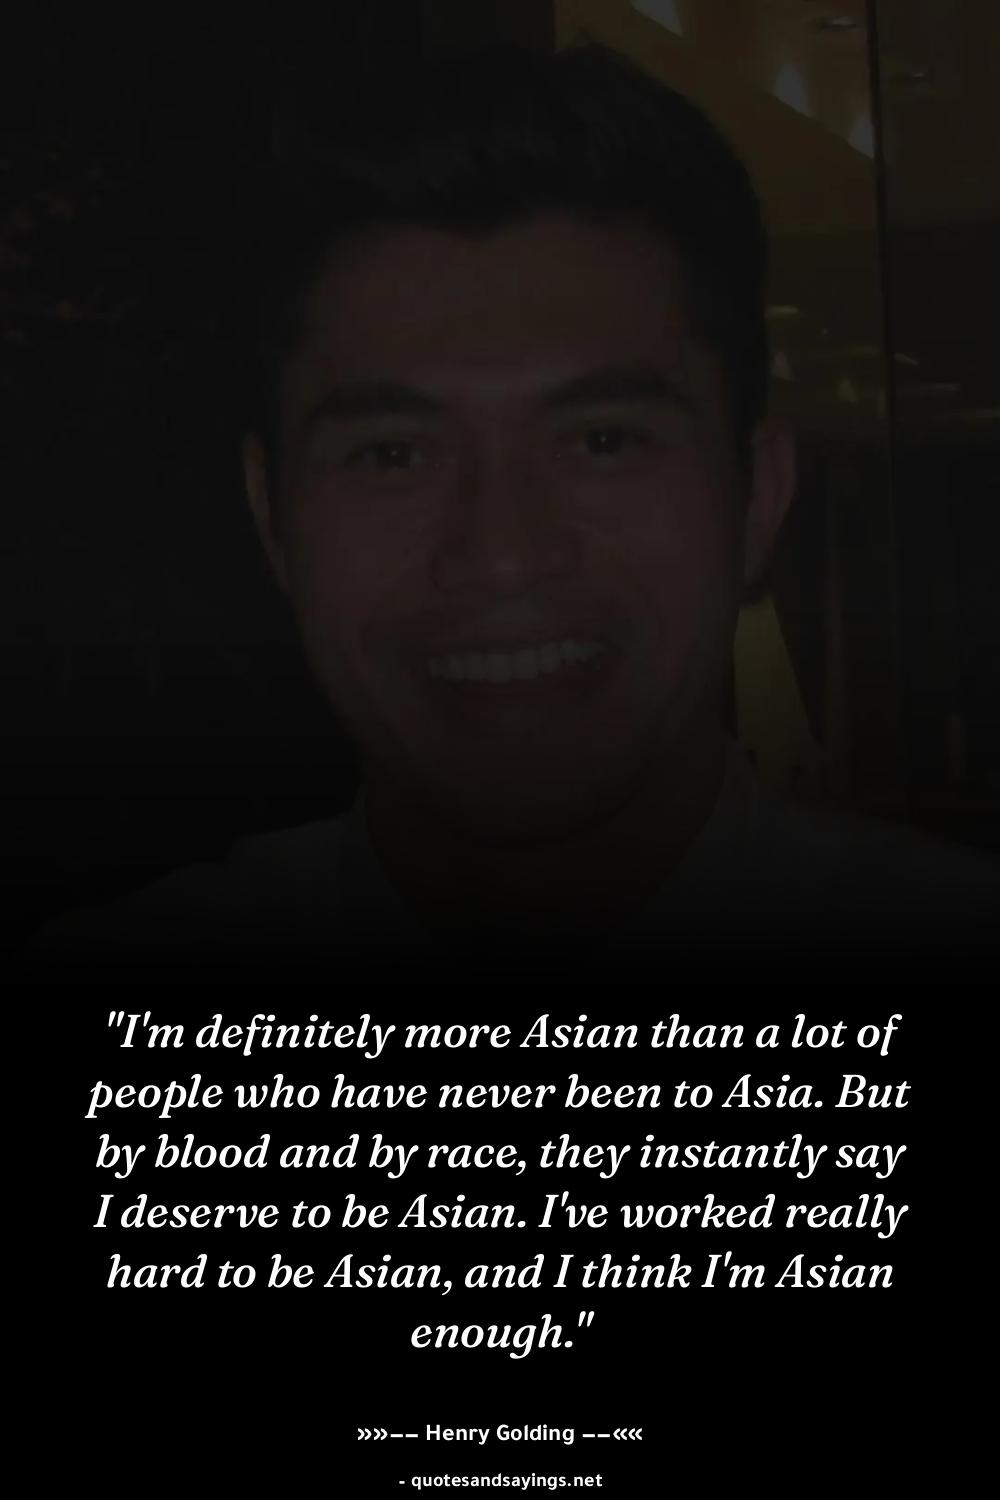 "I'm definitely more Asian than a lot of
people who have never been to Asia. But
by blood and by race, they instantly say
I deserve to be Asian. I've worked really
hard to be Asian, and I think I'm Asian
enough."
»»–– Henry Golding ––««
- quotesandsayings.net